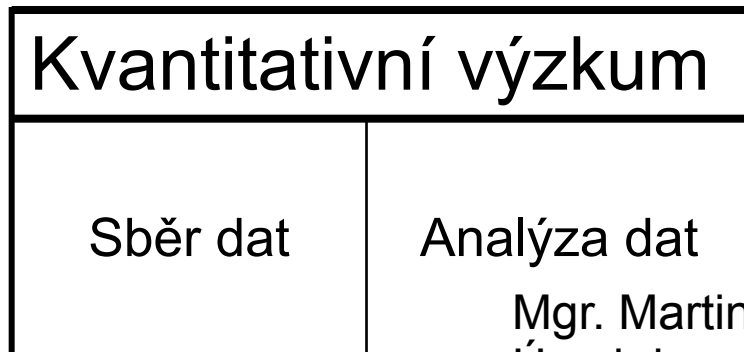 Kvantitativní výzkum
Sběr dat
Analýza dat
Mgr. Martin